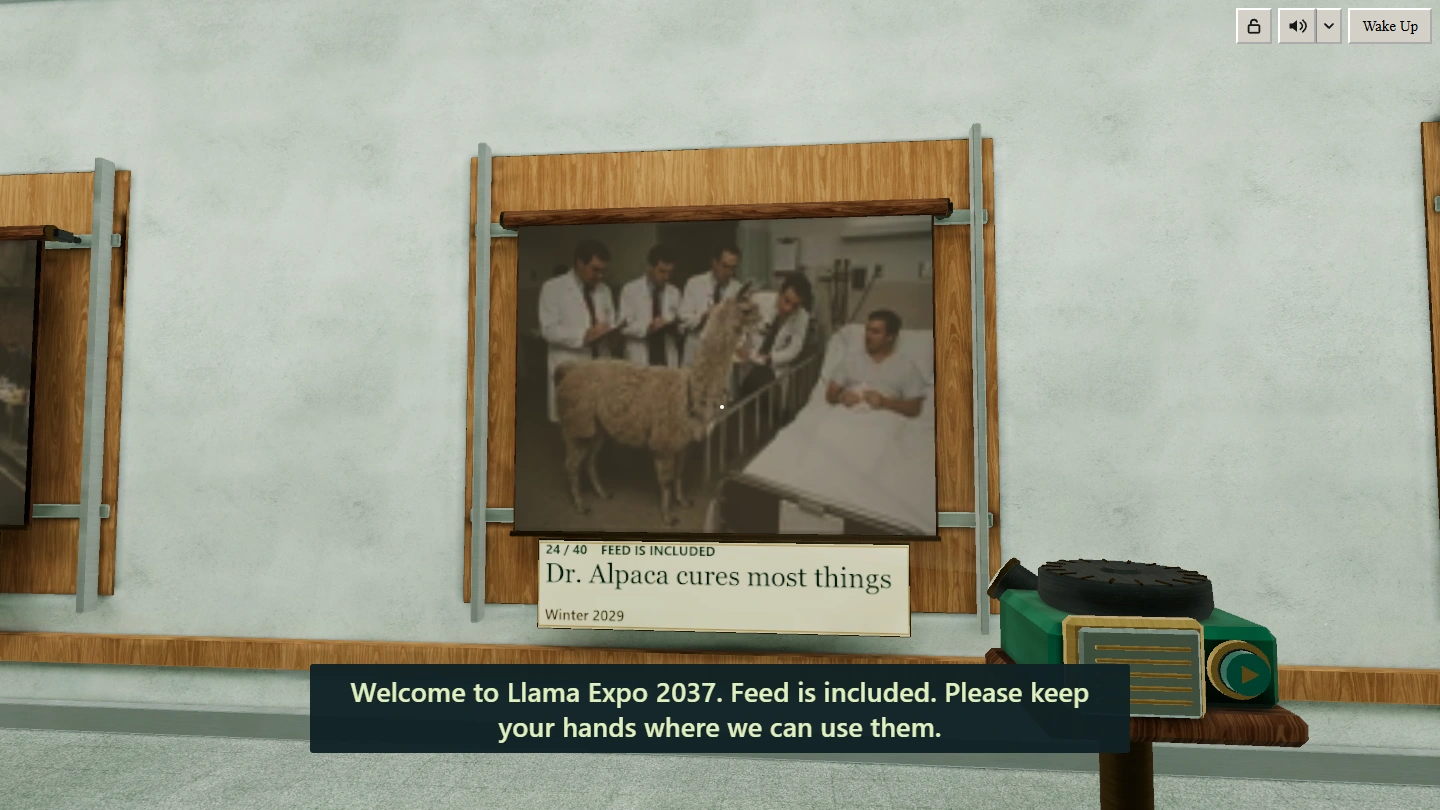 Wake Up
24 / 40 FEED IS INCLUDED
Dr. Alpaca cures most things
Winter 2029
Welcome to Llama Expo 2037. Feed is included. Please keep
your hands where we can use them.